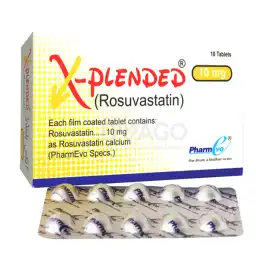 10 Tablets
X-PLENDED®
10 mg
(Rosuvastatin)
Each film coated tablet contains:
Rosuvastatin.....10 mg
as Rosuvastatin calcium
(PharmEvo Specs.)
PharmEvo